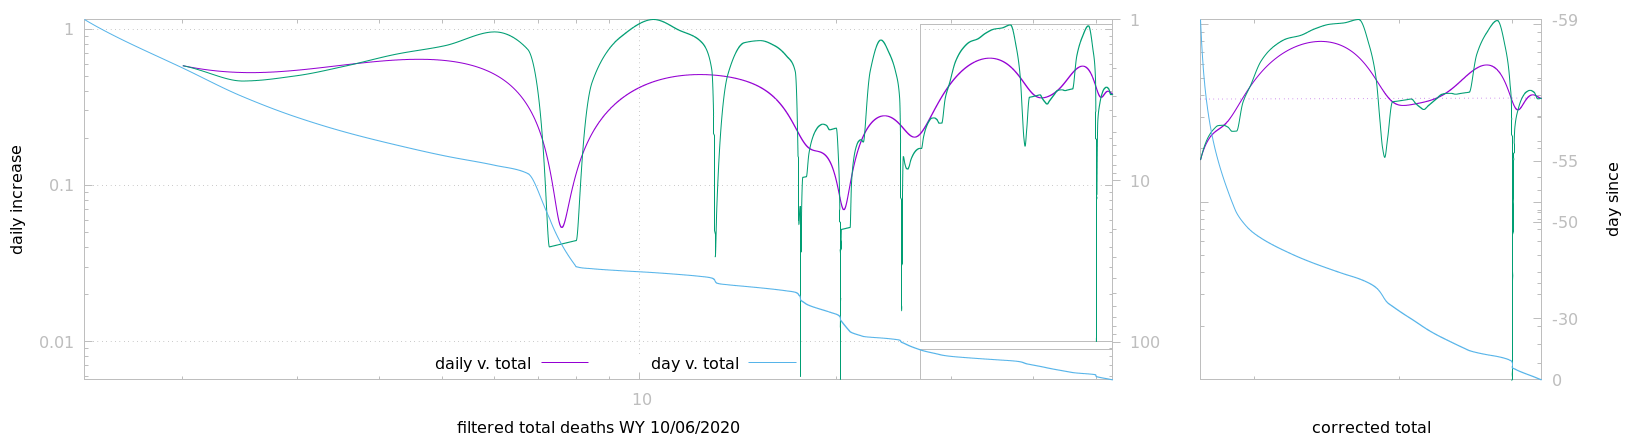 1
0.1
0.01
daily increase
daily v. total
day v. total
10
filtered total deaths WY 10/06/2020
1
10
100
-59
-55
-50
-30
0
day since
corrected total